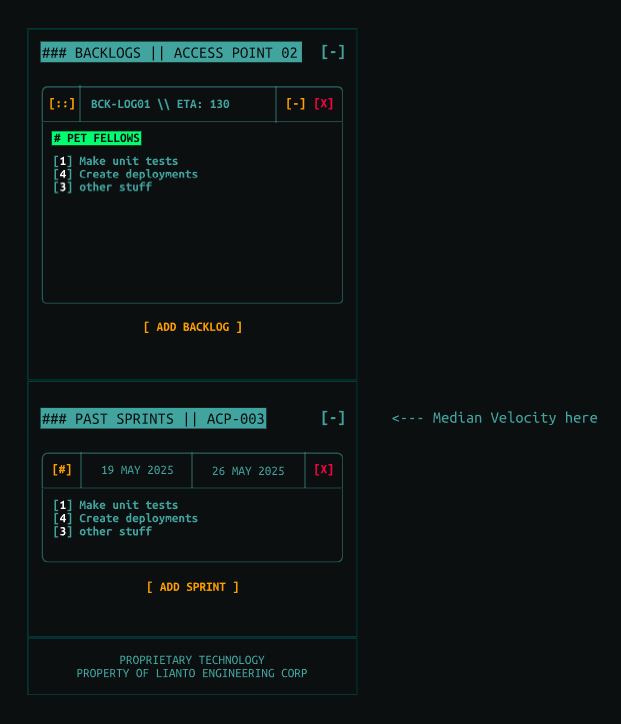 ### BACKLOGS || ACCESS POINT 02 [-]
[::] BCK-LOG01 \\ ETA: 130 [-] [X]
# PET FELLOWS
[1] Make unit tests
[4] Create deployments
[3] other stuff
[ ADD BACKLOG ]
### PAST SPRINTS || ACP-003 [-] <--- Median Velocity here
[#] 19 MAY 2025 26 MAY 2025 [X]
[1] Make unit tests
[4] Create deployments
[3] other stuff
[ ADD SPRINT ]
PROPRIETARY TECHNOLOGY
PROPERTY OF LIANTO ENGINEERING CORP